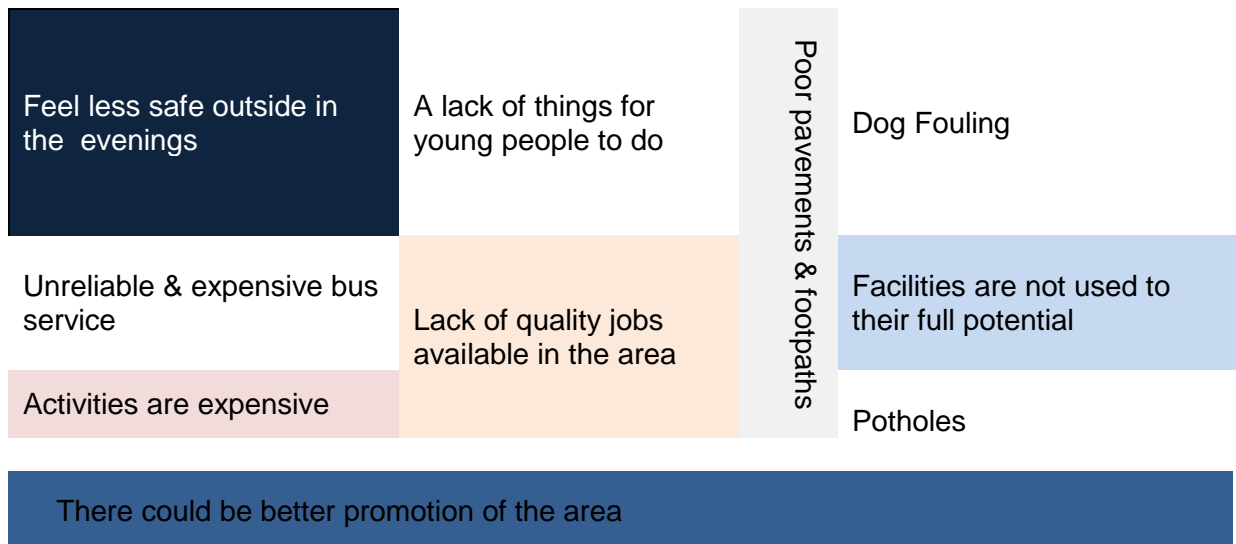 Feel less safe outside in
the evenings
A lack of things for
young people to do
Poor pavements & footpaths
Dog Fouling
Unreliable & expensive bus
service
Lack of quality jobs
available in the area
Facilities are not used to
their full potential
Activities are expensive
Potholes
There could be better promotion of the area